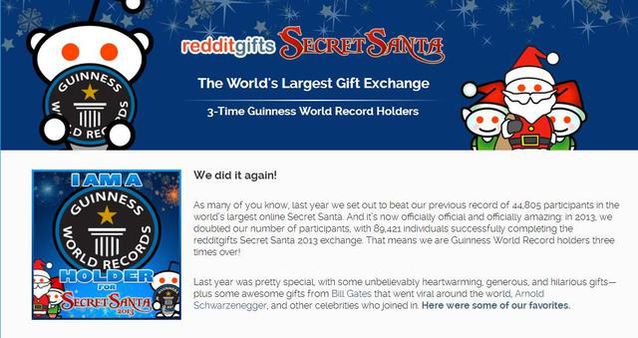 redditgifts SECRET SANTA
The World's Largest Gift Exchange
3-Time Guinness World Record Holders
GUINNESS
WORLD RECORDS
We did it again!
As many of you know, last year we set out to beat our previous record of 44,805 participants in the
world's largest online Secret Santa. And it's now officially official and officially amazing: in 2013, we
doubled our number of participants, with 89,421 individuals successfully completing the
redditgifts Secret Santa 2013 exchange. That means we are Guinness World Record holders three
times over!
Last year was pretty special, with some unbelievably heartwarming, generous, and hilarious gifts—
plus some awesome gifts from Bill Gates that went viral around the world, Arnold
Schwarzenegger, and other celebrities who joined in. Here were some of our favorites.
I AM A
GUINNESS
WORLD RECORDS
HOLDER
FOR
SECRET SANTA
2013